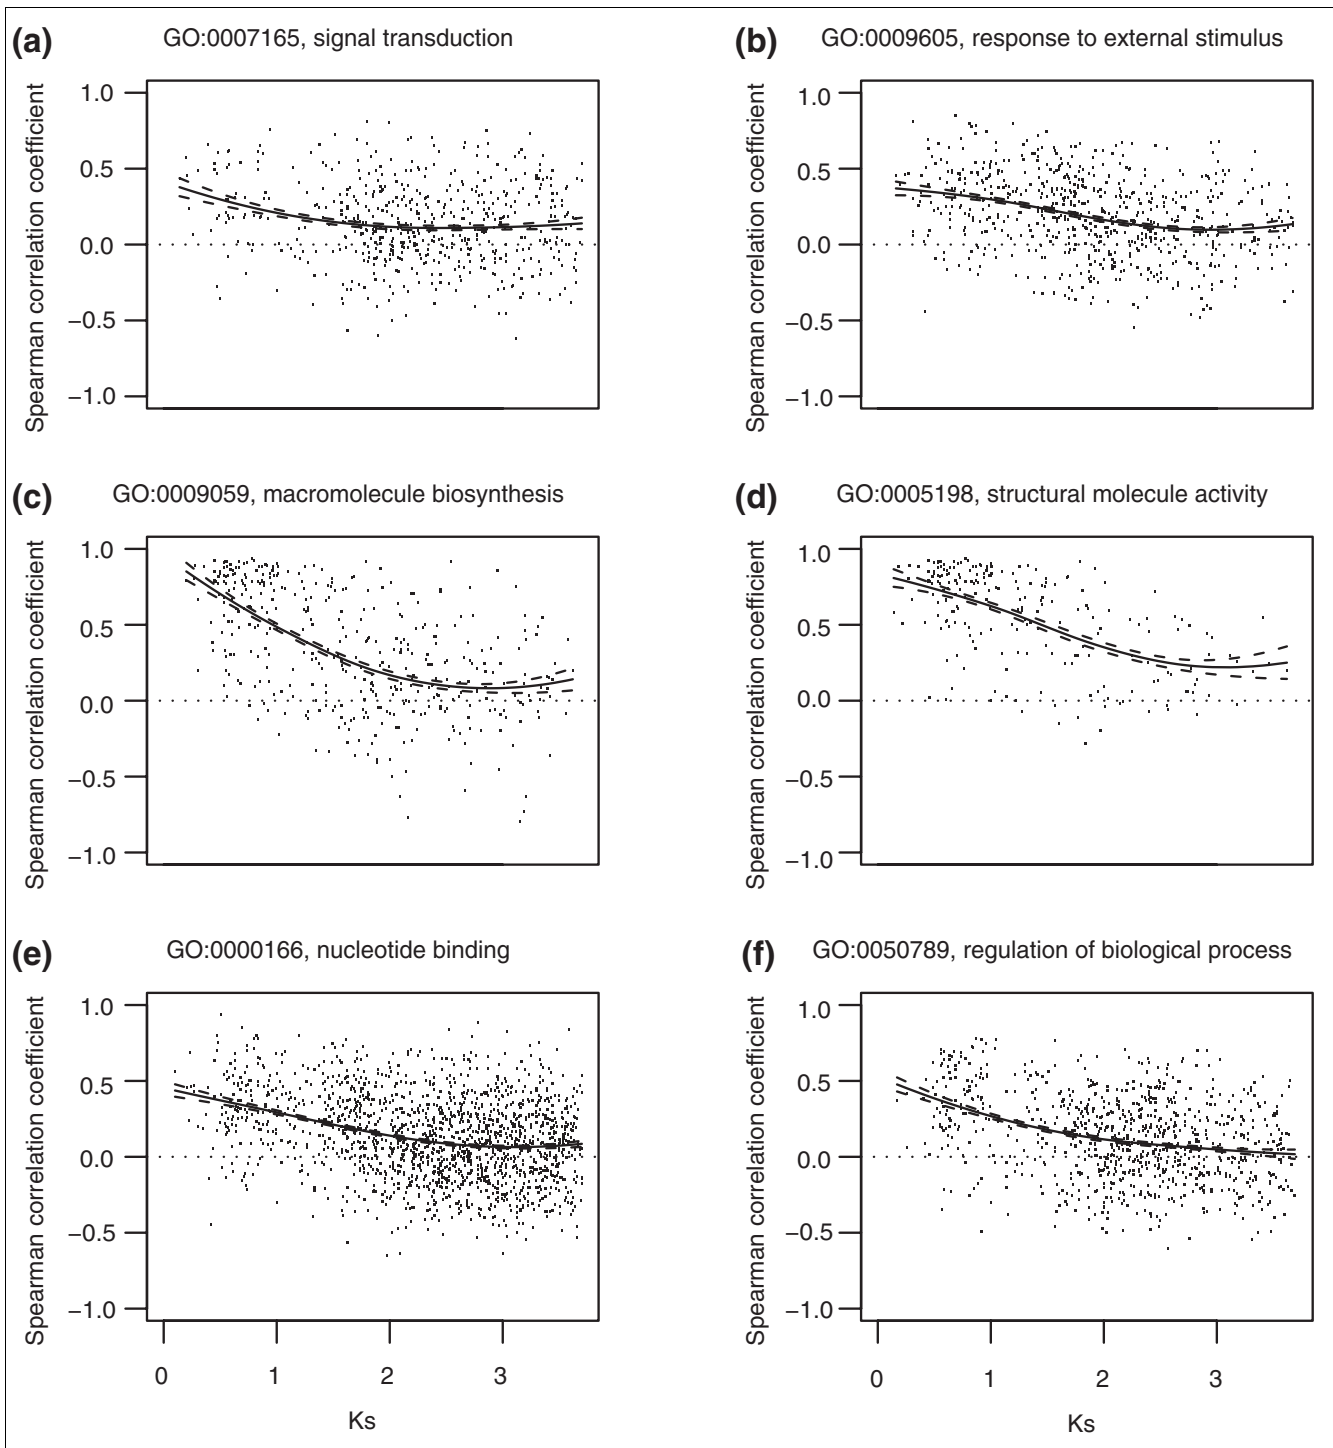 (a) GO:0007165, signal transduction
Spearman correlation coefficient
1.0
0.5
0.0
−0.5
−1.0
(b) GO:0009605, response to external stimulus
Spearman correlation coefficient
1.0
0.5
0.0
−0.5
−1.0
(c) GO:0009059, macromolecule biosynthesis
Spearman correlation coefficient
1.0
0.5
0.0
−0.5
−1.0
(d) GO:0005198, structural molecule activity
Spearman correlation coefficient
1.0
0.5
0.0
−0.5
−1.0
(e) GO:0000166, nucleotide binding
Spearman correlation coefficient
1.0
0.5
0.0
−0.5
−1.0
0 1 2 3
Ks
(f) GO:0050789, regulation of biological process
Spearman correlation coefficient
1.0
0.5
0.0
−0.5
−1.0
0 1 2 3
Ks